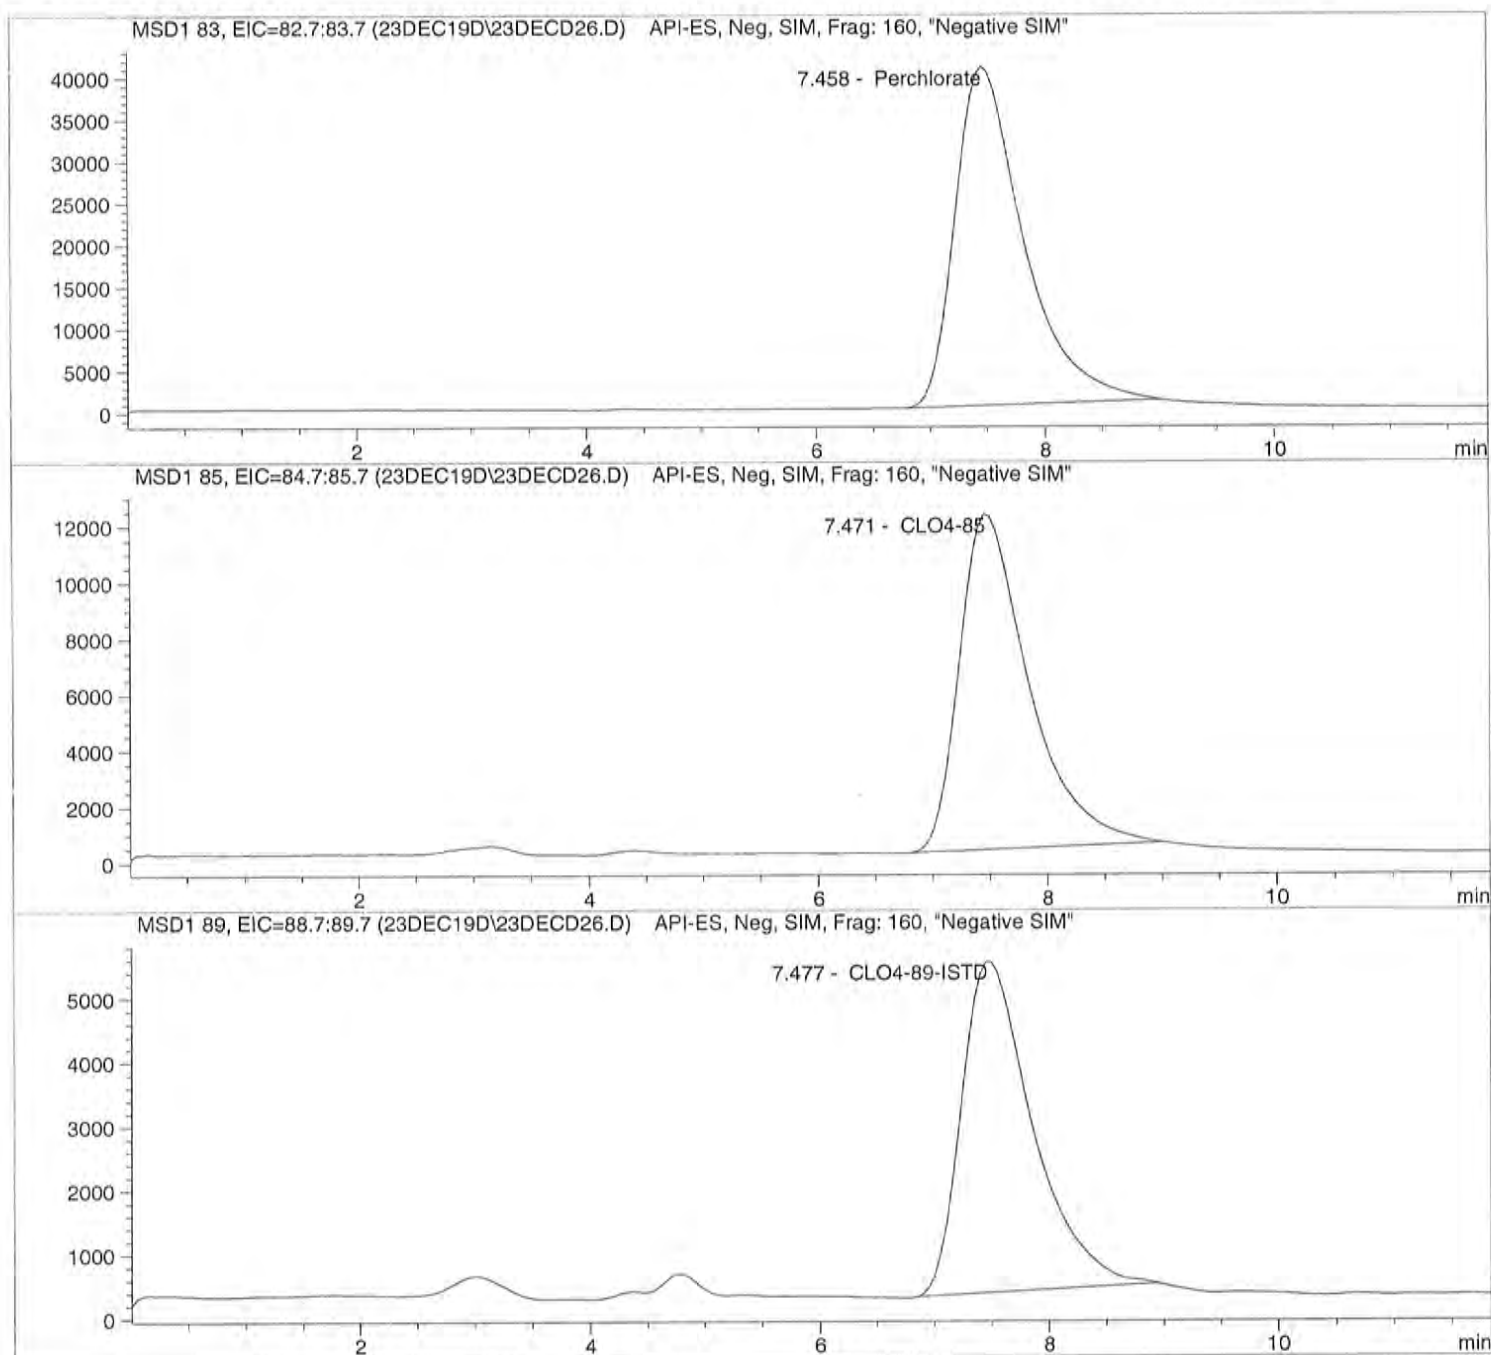 MSD1 83, EIC=82.7:83.7 (23DEC19D\23DECD26.D) API-ES, Neg, SIM, Frag: 160, "Negative SIM"
7.458 - Perchlorate
40000
35000
30000
25000
20000
15000
10000
5000
0
2 4 6 8 10 min
MSD1 85, EIC=84.7:85.7 (23DEC19D\23DECD26.D) API-ES, Neg, SIM, Frag: 160, "Negative SIM"
7.471 - CLO4-85
12000
10000
8000
6000
4000
2000
0
2 4 6 8 10 min
MSD1 89, EIC=88.7:89.7 (23DEC19D\23DECD26.D) API-ES, Neg, SIM, Frag: 160, "Negative SIM"
7.477 - CLO4-89-ISTD
5000
4000
3000
2000
1000
0
2 4 6 8 10 min